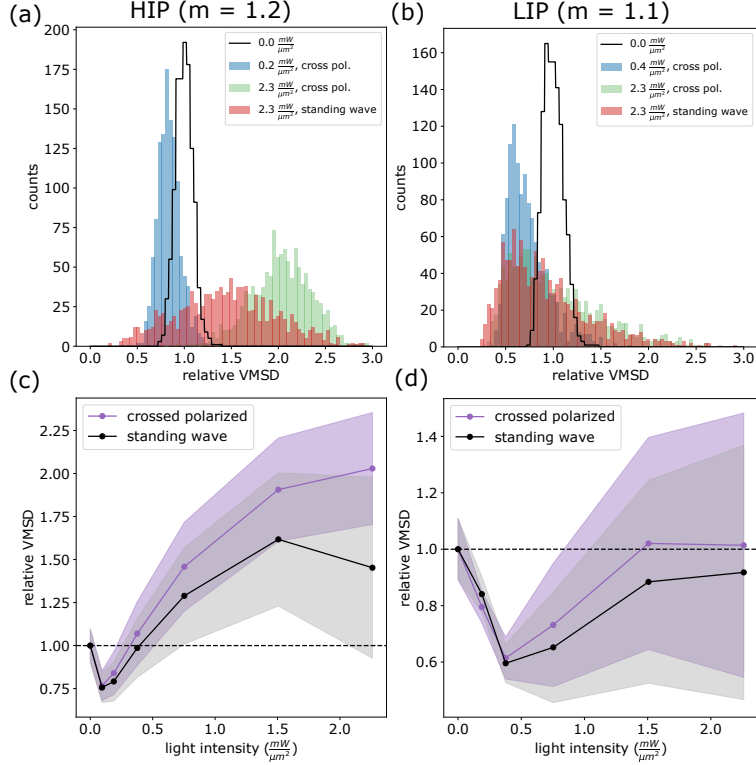 (a)
HIP (m = 1.2)
(b)
LIP (m = 1.1)
0.0 mW/μm²
0.2 mW/μm², cross pol.
2.3 mW/μm², cross pol.
2.3 mW/μm², standing wave
200
175
150
125
100
75
50
25
0
counts
0.0 0.5 1.0 1.5 2.0 2.5 3.0
relative VMSD
0.0 mW/μm²
0.4 mW/μm², cross pol.
2.3 mW/μm², cross pol.
2.3 mW/μm², standing wave
160
140
120
100
80
60
40
20
0
counts
0.0 0.5 1.0 1.5 2.0 2.5 3.0
relative VMSD
(c)
crossed polarized
standing wave
2.25
2.00
1.75
1.50
1.25
1.00
0.75
relative VMSD
0.0 0.5 1.0 1.5 2.0
light intensity (mW/μm²)
(d)
crossed polarized
standing wave
1.4
1.2
1.0
0.8
0.6
relative VMSD
0.0 0.5 1.0 1.5 2.0
light intensity (mW/μm²)